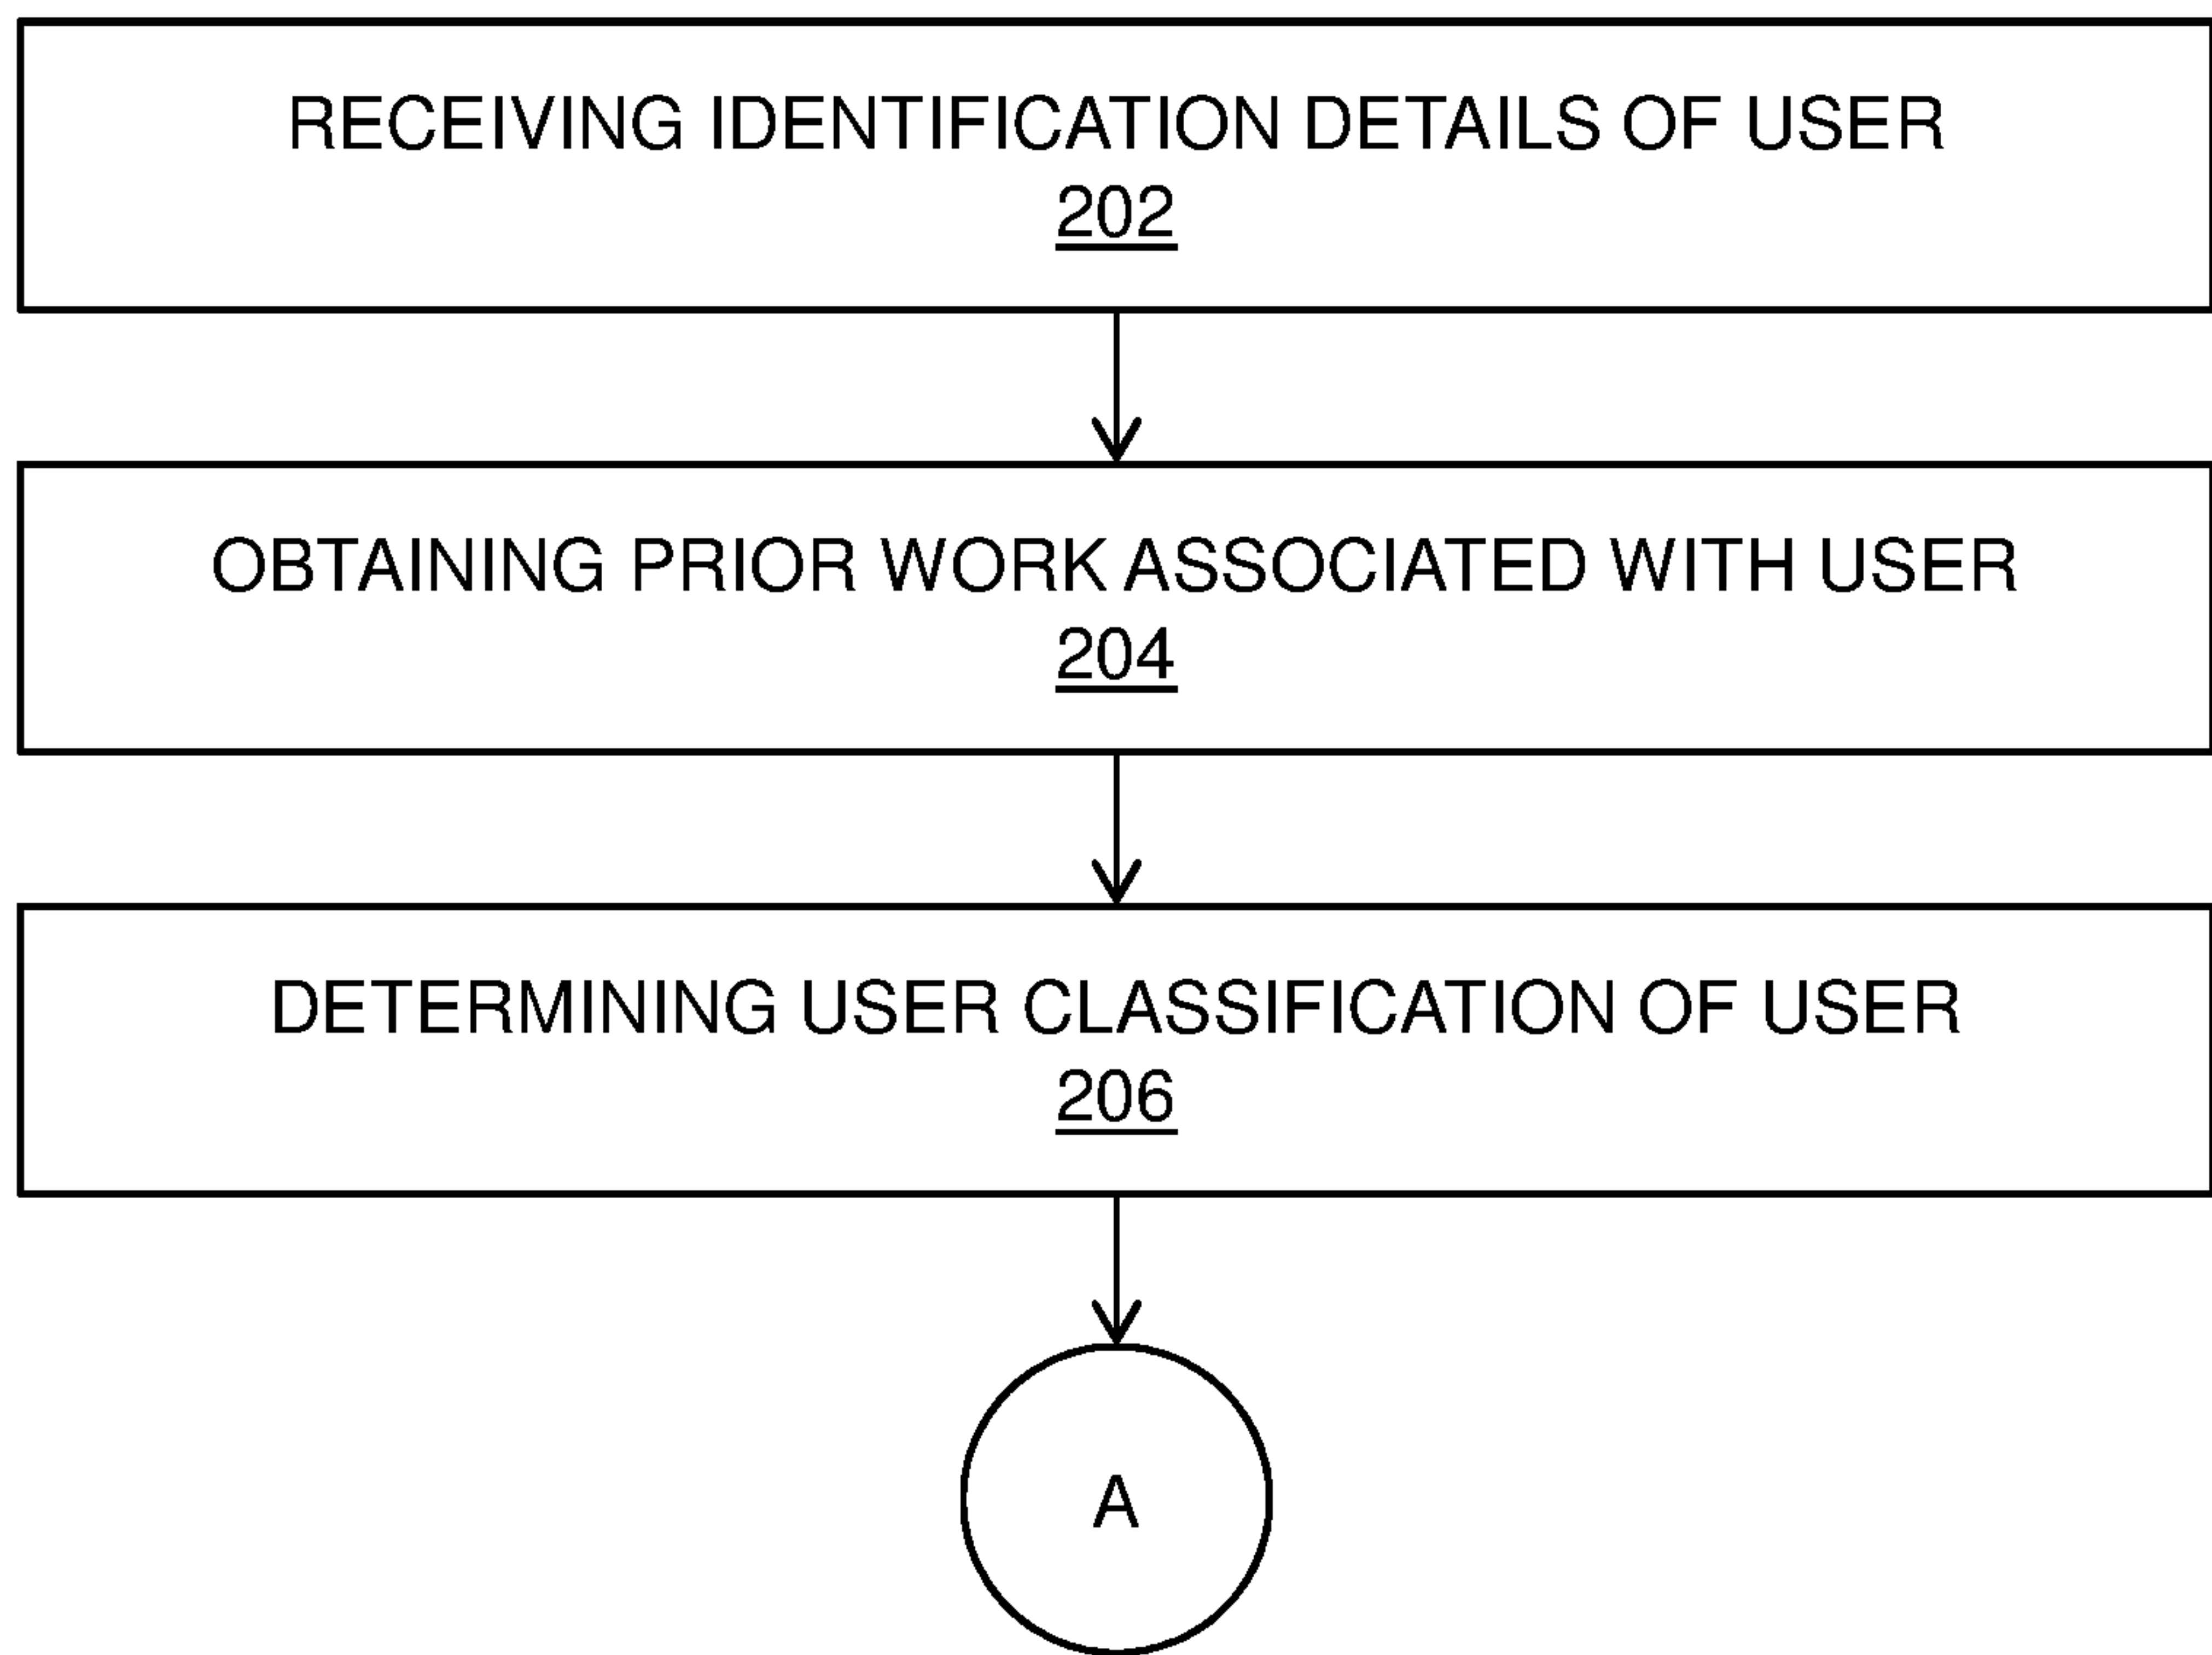 RECEIVING IDENTIFICATION DETAILS OF USER
202
OBTAINING PRIOR WORK ASSOCIATED WITH USER
204
DETERMINING USER CLASSIFICATION OF USER
206
A